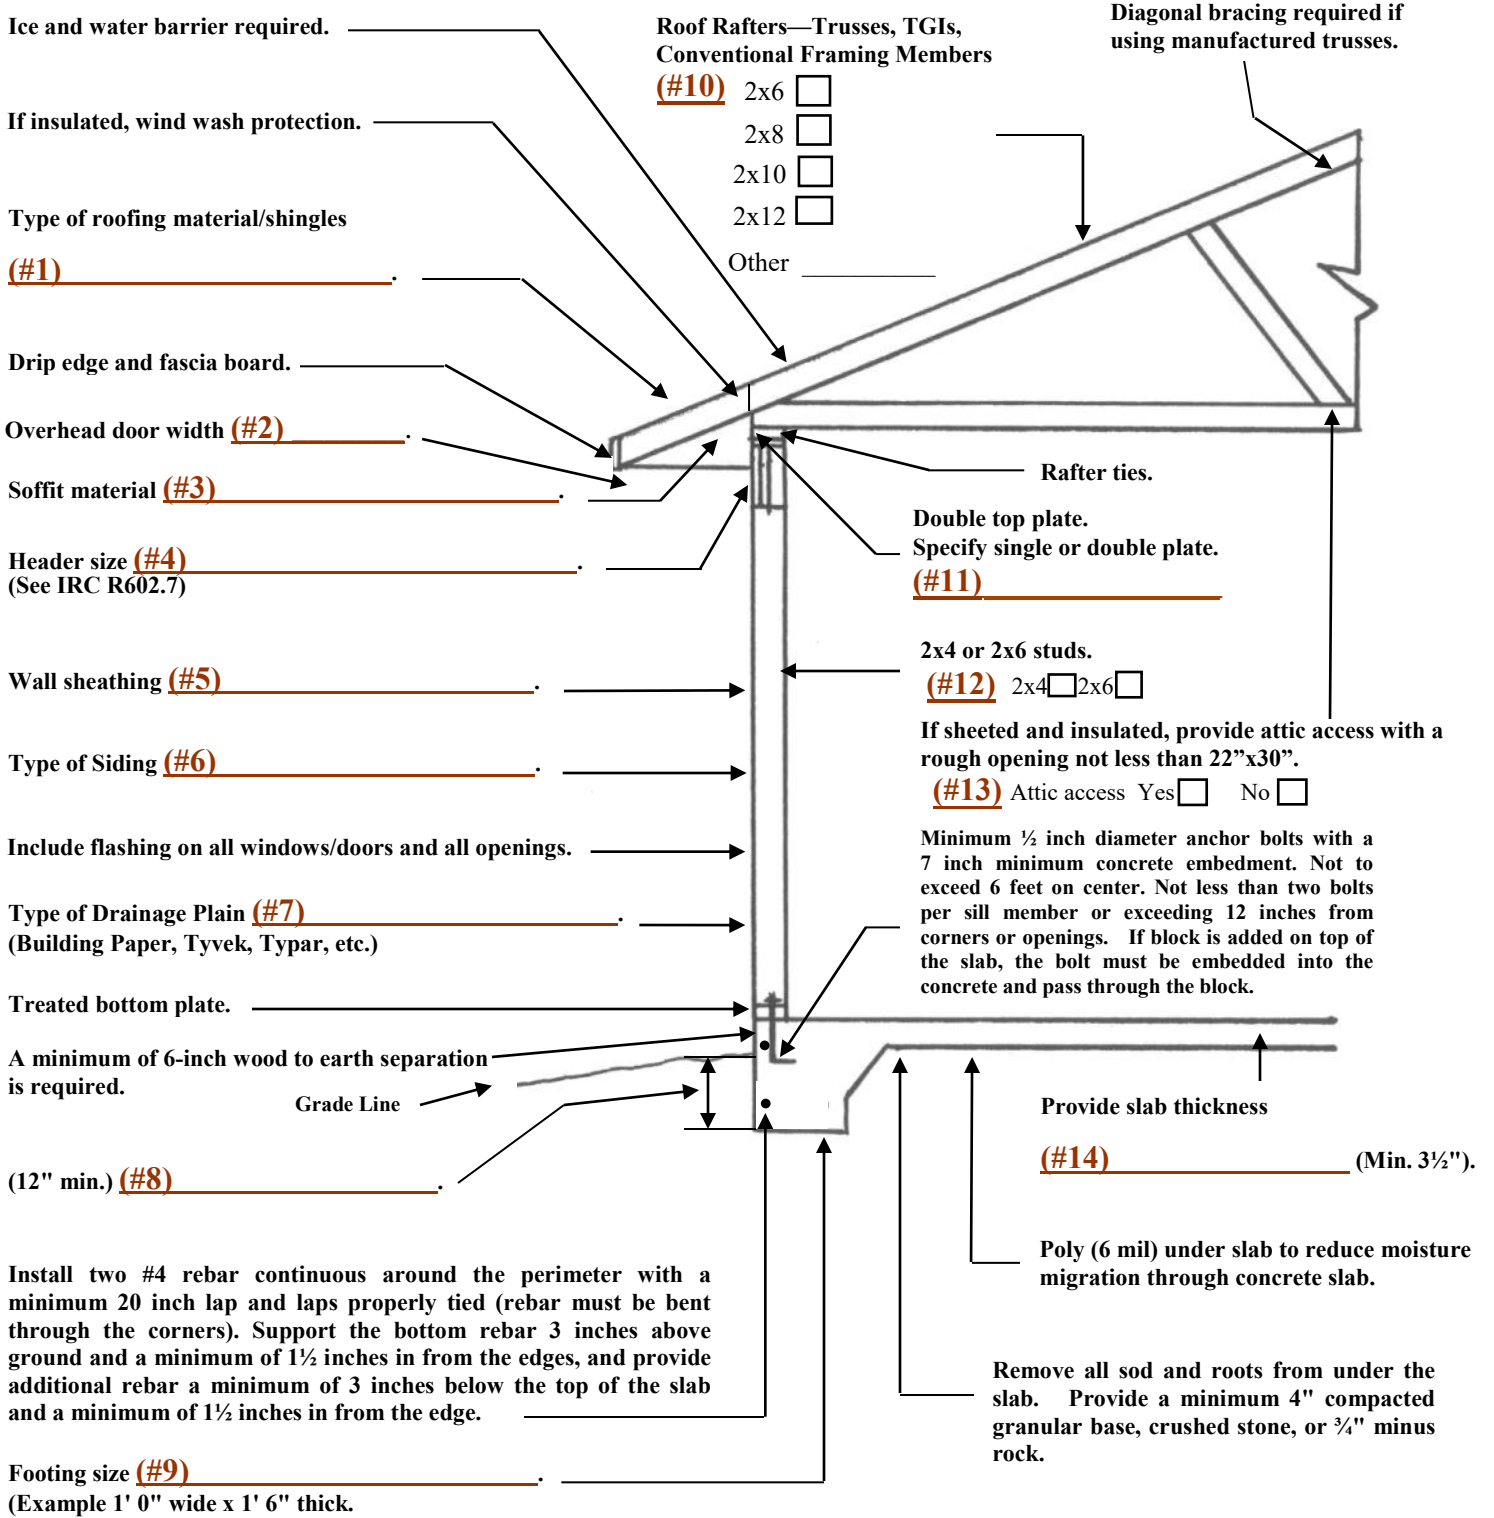 Ice and water barrier required.
If insulated, wind wash protection.
Type of roofing material/shingles
(#1)____________________.
Drip edge and fascia board.
Overhead door width (#2) _________.
Soffit material (#3)____________________.
Header size (#4)____________________.
(See IRC R602.7)
Wall sheathing (#5)____________________.
Type of Siding (#6)____________________.
Include flashing on all windows/doors and all openings.
Type of Drainage Plain (#7)____________________.
(Building Paper, Tyvek, Typar, etc.)
Treated bottom plate.
A minimum of 6-inch wood to earth separation
is required.
Grade Line
(12" min.) (#8)____________________.
Install two #4 rebar continuous around the perimeter with a
minimum 20 inch lap and laps properly tied (rebar must be bent
through the corners). Support the bottom rebar 3 inches above
ground and a minimum of 1½ inches in from the edges, and provide
additional rebar a minimum of 3 inches below the top of the slab
and a minimum of 1½ inches in from the edge.
Footing size (#9)____________________.
(Example 1' 0" wide x 1' 6" thick.
Roof Rafters—Trusses, TGIs,
Conventional Framing Members
(#10) 2x6
2x8
2x10
2x12
Other __________
Diagonal bracing required if
using manufactured trusses.
Rafter ties.
Double top plate.
Specify single or double plate.
(#11)____________________
2x4 or 2x6 studs.
(#12) 2x4 2x6
If sheeted and insulated, provide attic access with a
rough opening not less than 22”x30”.
(#13) Attic access Yes No
Minimum ½ inch diameter anchor bolts with a
7 inch minimum concrete embedment. Not to
exceed 6 feet on center. Not less than two bolts
per sill member or exceeding 12 inches from
corners or openings. If block is added on top of
the slab, the bolt must be embedded into the
concrete and pass through the block.
Provide slab thickness
(#14)____________________ (Min. 3½").
Poly (6 mil) under slab to reduce moisture
migration through concrete slab.
Remove all sod and roots from under the
slab. Provide a minimum 4" compacted
granular base, crushed stone, or ¾" minus
rock.